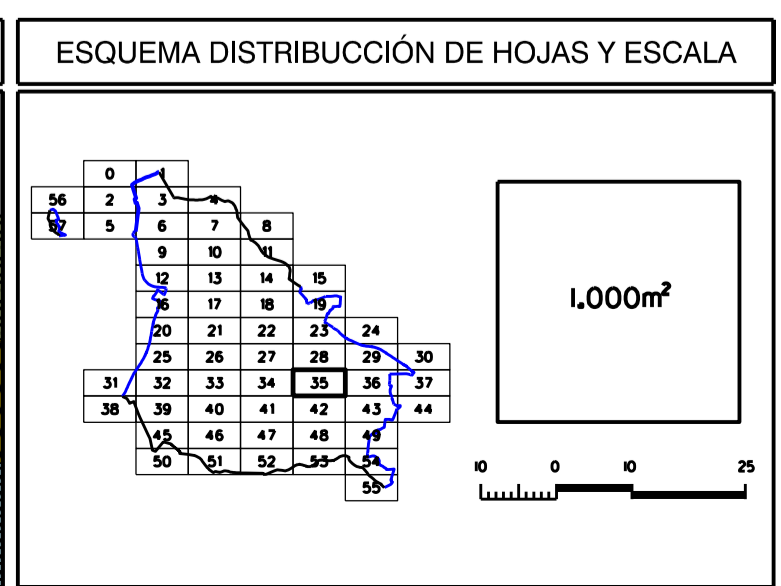 ESQUEMA DISTRIBUCCIÓN DE HOJAS Y ESCALA
0 1
56 2 3 4
57 5 6 7 8
9 10 11
12 13 14 15
16 17 18 19
20 21 22 23 24
25 26 27 28 29 30
31 32 33 34 35 36 37
38 39 40 41 42 43 44
45 46 47 48 49
50 51 52 53 54
55
1.000m²
10 0 10 25